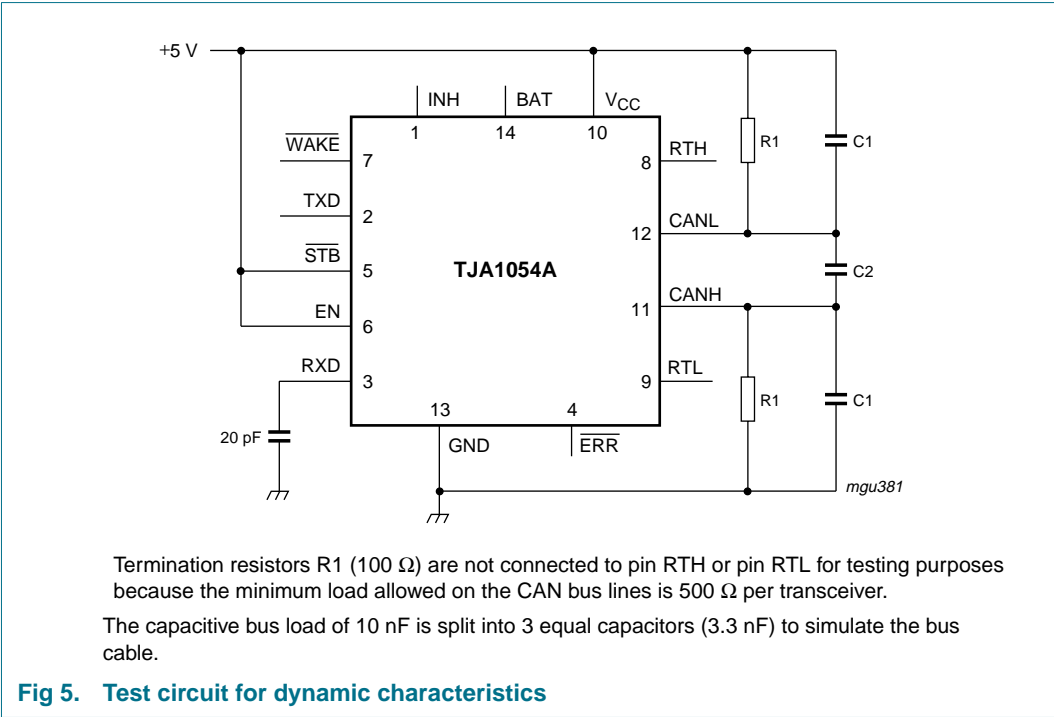 +5 V
INH
BAT
VCC
1
14
10
WAKE
7
RTH
8
R1
C1
TXD
2
CANL
12
STB
5
TJA1054A
C2
EN
6
CANH
11
RXD
3
RTL
9
R1
C1
13
4
20 pF
GND
ERR
mgu381
Termination resistors R1 (100 Ω) are not connected to pin RTH or pin RTL for testing purposes
because the minimum load allowed on the CAN bus lines is 500 Ω per transceiver.
The capacitive bus load of 10 nF is split into 3 equal capacitors (3.3 nF) to simulate the bus
cable.
Fig 5. Test circuit for dynamic characteristics